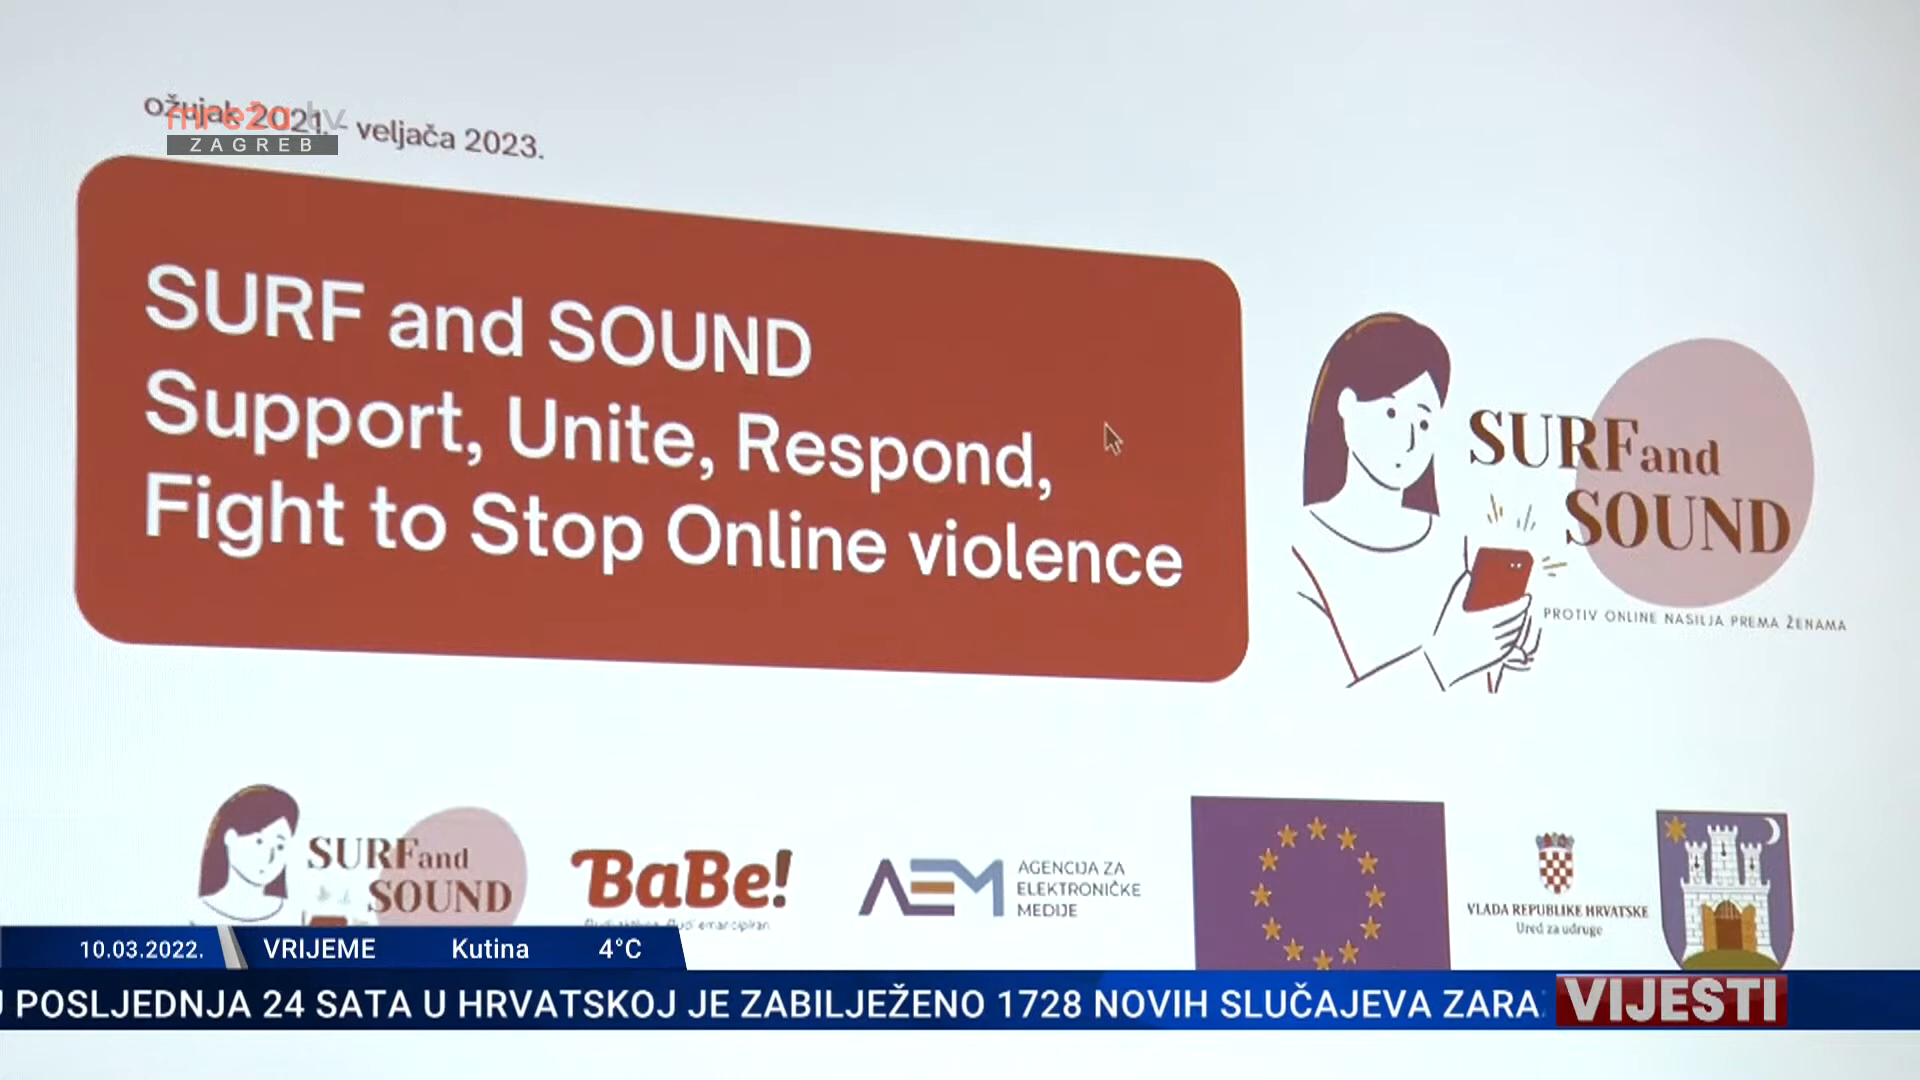 ožujak 2021. - veljača 2023.
mreža tv
ZAGREB
SURF and SOUND
Support, Unite, Respond,
Fight to Stop Online violence
SURF and
SOUND
PROTIV ONLINE NASILJA PREMA ŽENAMA
SURF and
SOUND
BaBe!
AEM
AGENCIJA ZA
ELEKTRONIČKE
MEDIJE
VLADA REPUBLIKE HRVATSKE
Ured za udruge
10.03.2022. VRIJEME Kutina 4°C
POSLJEDNJA 24 SATA U HRVATSKOJ JE ZABILJEŽENO 1728 NOVIH SLUČAJEVA ZARA
VIJESTI